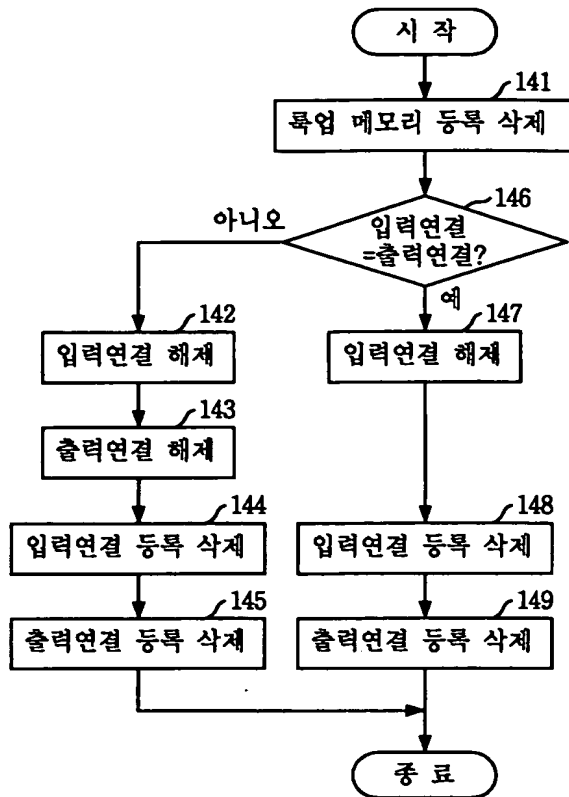 시 작
141
룩업 메모리 등록 삭제
146
입력연결
=출력연결?
아니오
예
142
입력연결 해제
147
입력연결 해제
143
출력연결 해제
144
입력연결 등록 삭제
148
입력연결 등록 삭제
145
출력연결 등록 삭제
149
출력연결 등록 삭제
종 료